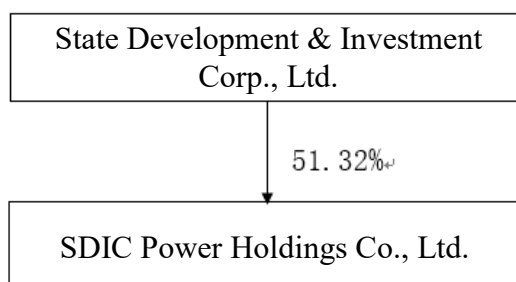 State Development & Investment
Corp., Ltd.
51.32%
SDIC Power Holdings Co., Ltd.